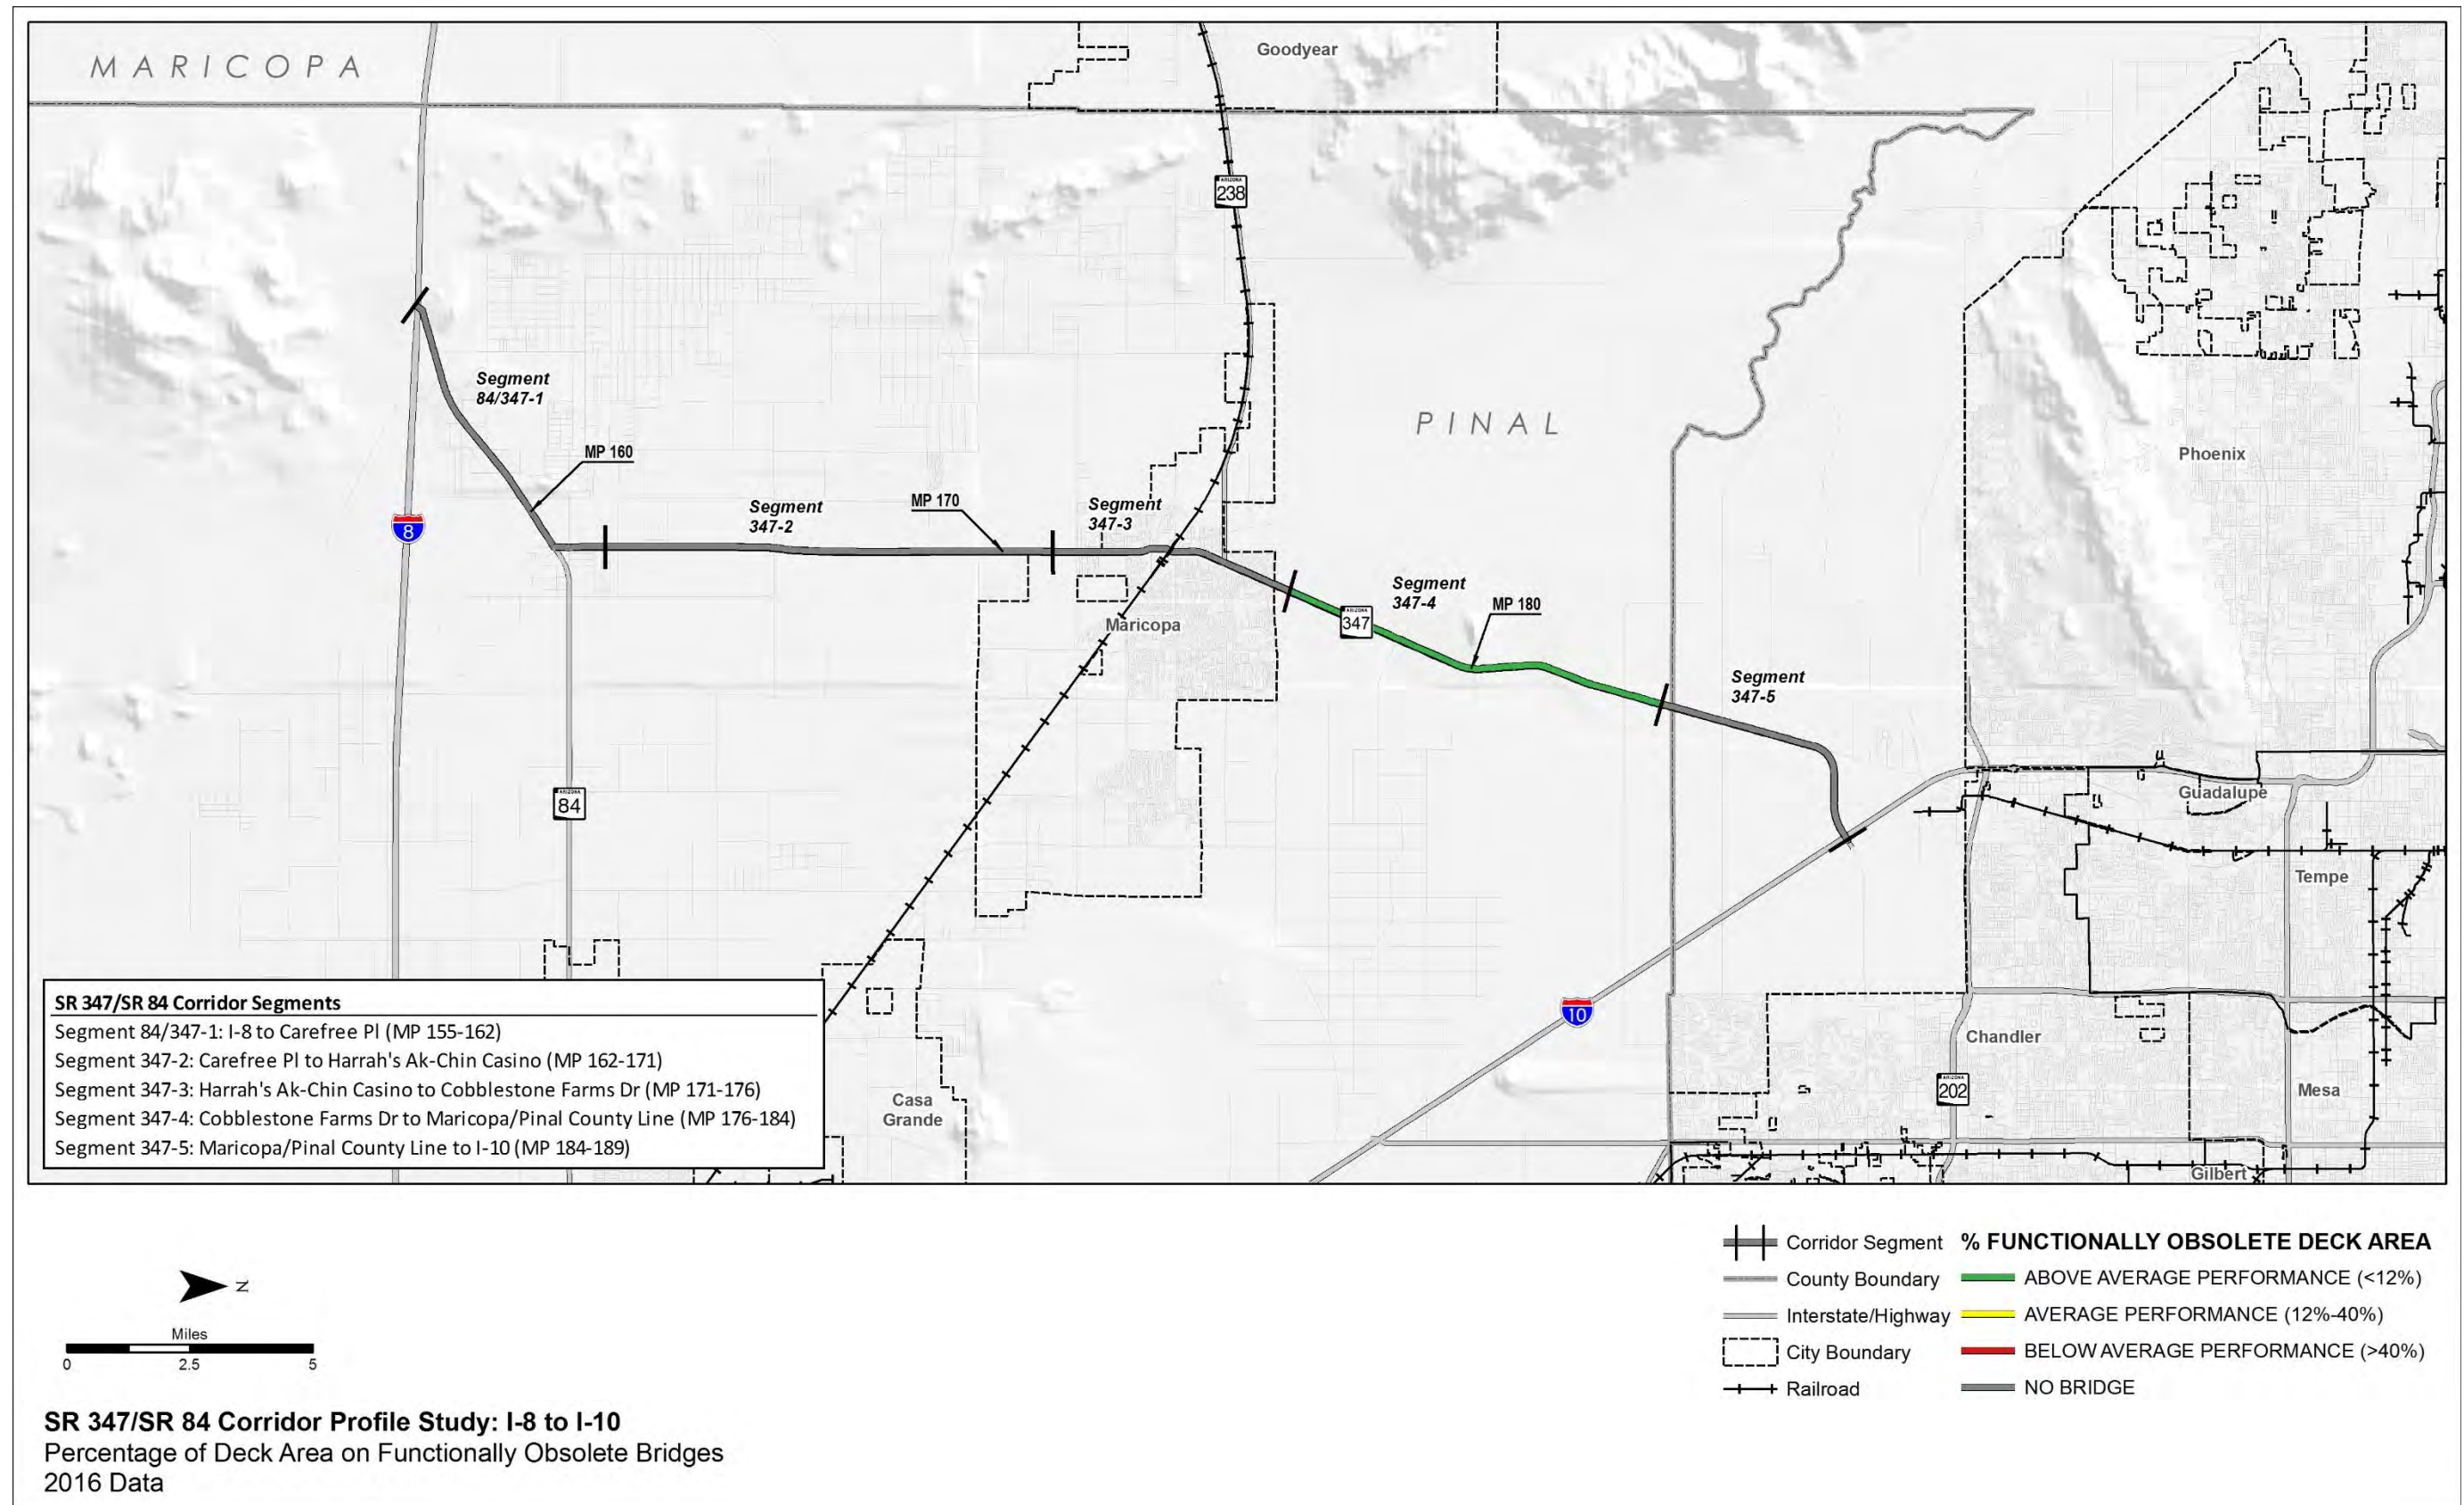 MARICOPA
Goodyear
ARIZONA
238
Segment
84/347-1
MP 160
PINAL
Phoenix
8
Segment
347-2
MP 170
Segment
347-3
Segment
347-4
MP 180
ARIZONA
347
Maricopa
Segment
347-5
ARIZONA
84
Guadalupe
Tempe
SR 347/SR 84 Corridor Segments
Segment 84/347-1: I-8 to Carefree Pl (MP 155-162)
Segment 347-2: Carefree Pl to Harrah's Ak-Chin Casino (MP 162-171)
Segment 347-3: Harrah's Ak-Chin Casino to Cobblestone Farms Dr (MP 171-176)
Segment 347-4: Cobblestone Farms Dr to Maricopa/Pinal County Line (MP 176-184)
Segment 347-5: Maricopa/Pinal County Line to I-10 (MP 184-189)
Casa
Grande
10
Chandler
ARIZONA
202
Mesa
Gilbert
Corridor Segment
County Boundary
Interstate/Highway
City Boundary
Railroad
% FUNCTIONALLY OBSOLETE DECK AREA
ABOVE AVERAGE PERFORMANCE (<12%)
AVERAGE PERFORMANCE (12%-40%)
BELOW AVERAGE PERFORMANCE (>40%)
NO BRIDGE
N
Miles
0 2.5 5
SR 347/SR 84 Corridor Profile Study: I-8 to I-10
Percentage of Deck Area on Functionally Obsolete Bridges
2016 Data